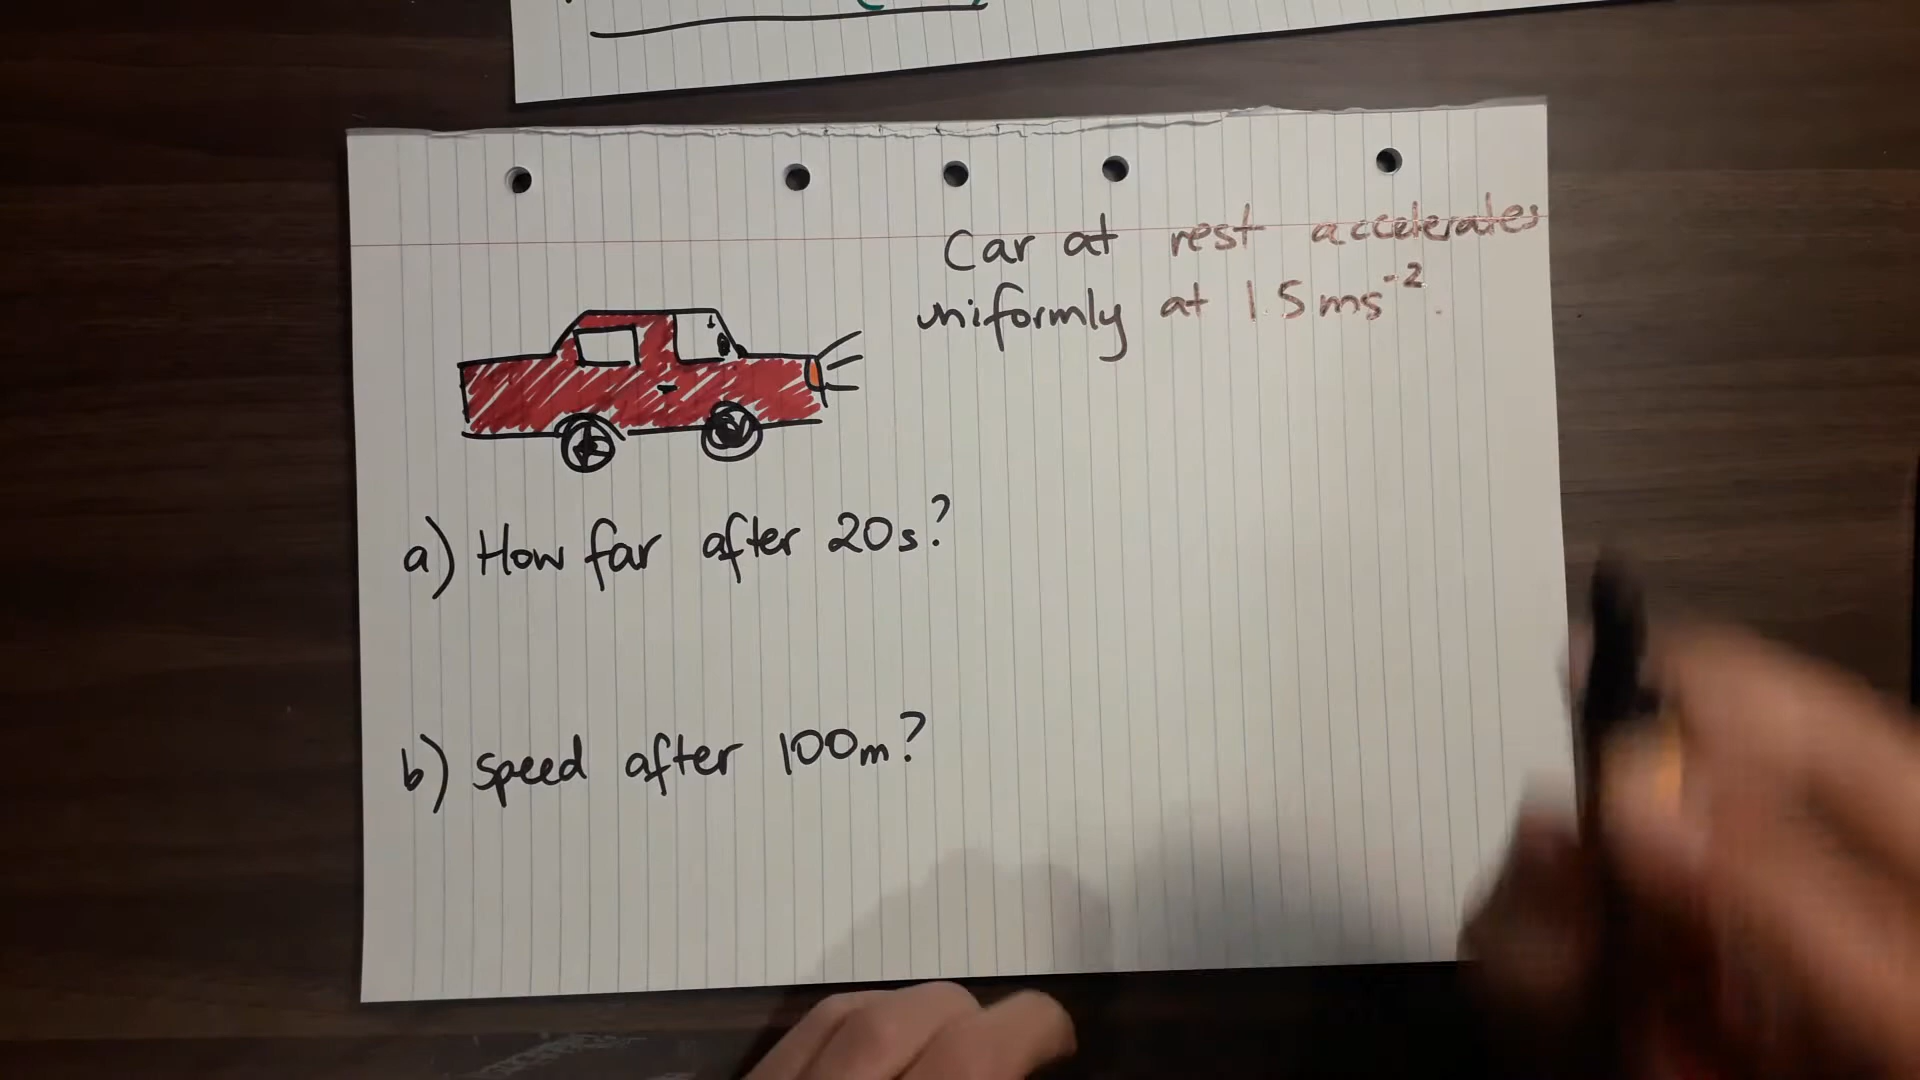 Car at rest accelerates
uniformly at 1.5 ms⁻².
a) How far after 20s?
b) speed after 100m?